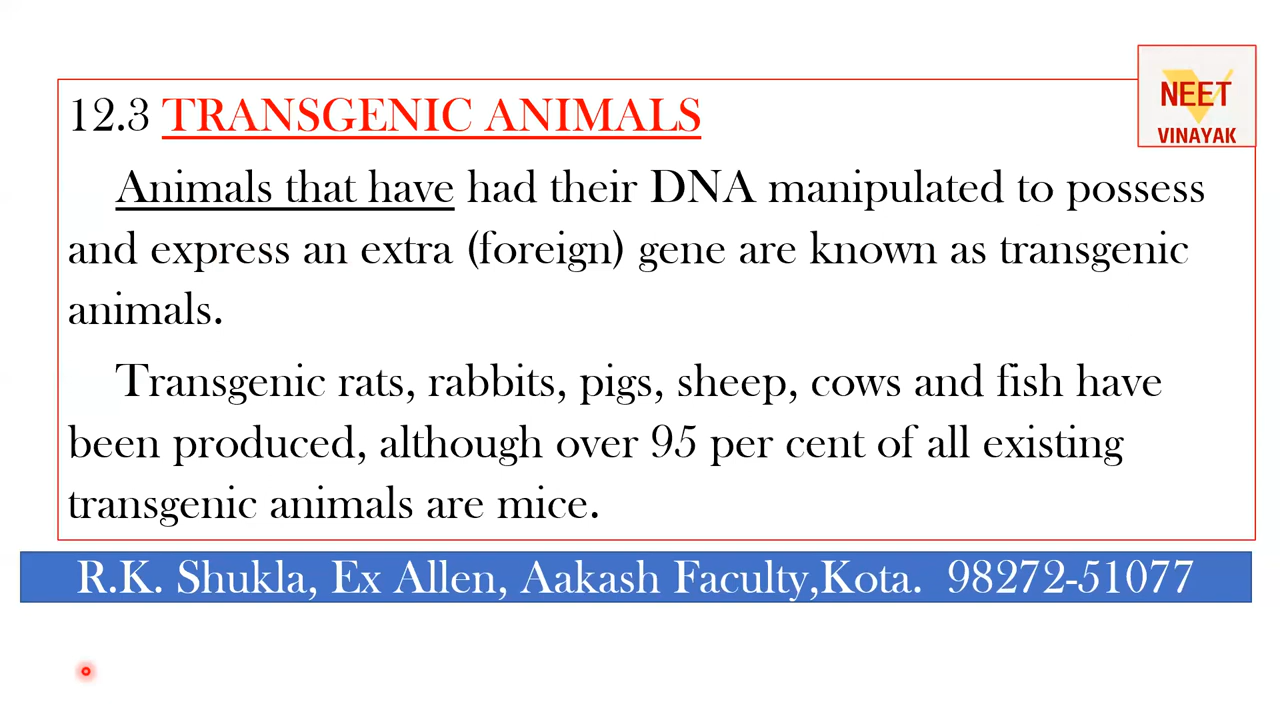 NEET
VINAYAK
12.3 TRANSGENIC ANIMALS
Animals that have had their DNA manipulated to possess
and express an extra (foreign) gene are known as transgenic
animals.
Transgenic rats, rabbits, pigs, sheep, cows and fish have
been produced, although over 95 per cent of all existing
transgenic animals are mice.
R.K. Shukla, Ex Allen, Aakash Faculty,Kota. 98272-51077